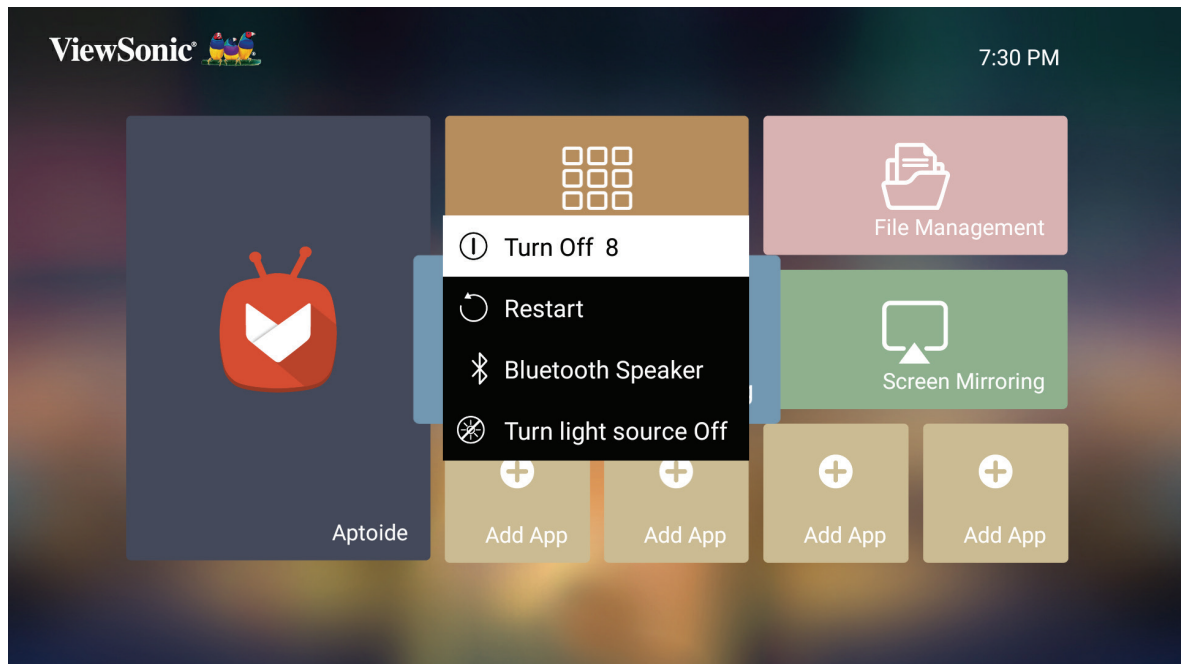 ViewSonic®
7:30 PM
File Management
Turn Off 8
Restart
Bluetooth Speaker
Screen Mirroring
Turn light source Off
Aptoide
Add App
Add App
Add App
Add App